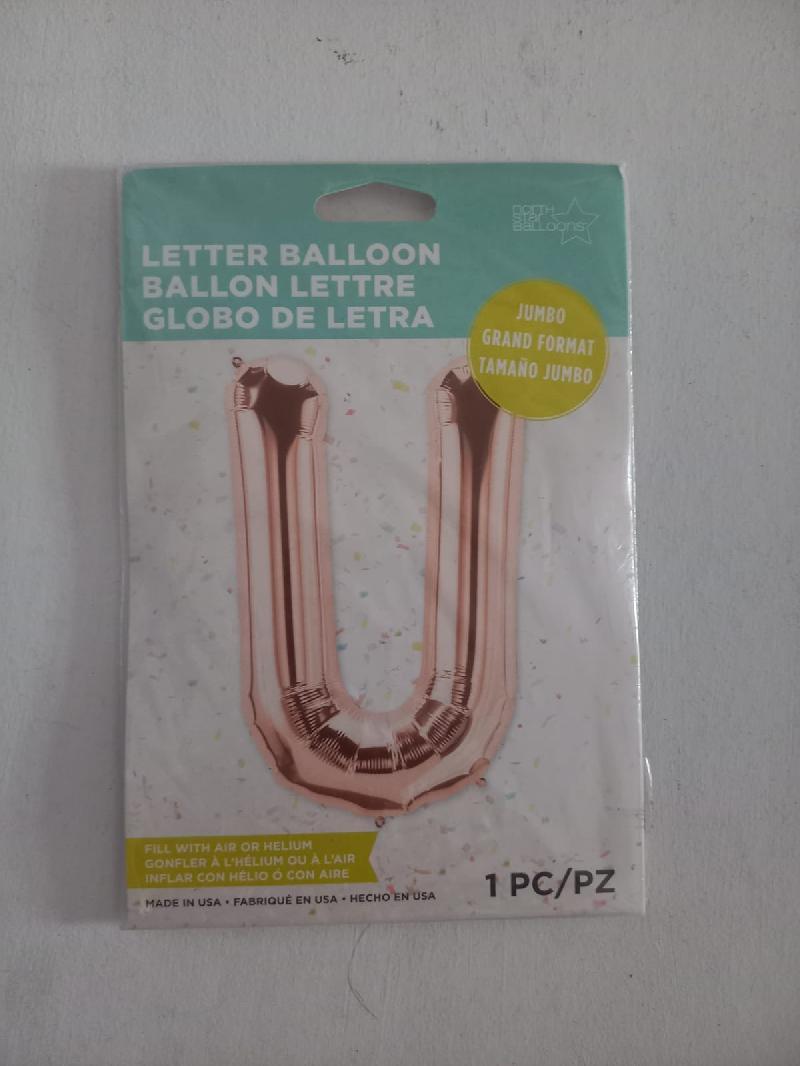 north
star
balloons
LETTER BALLOON
BALLON LETTRE
GLOBO DE LETRA
JUMBO
GRAND FORMAT
TAMAÑO JUMBO
FILL WITH AIR OR HELIUM
GONFLER À L'HÉLIUM OU À L'AIR
INFLAR CON HÉLIO Ó CON AIRE
MADE IN USA • FABRIQUÉ EN USA • HECHO EN USA
1 PC/PZ